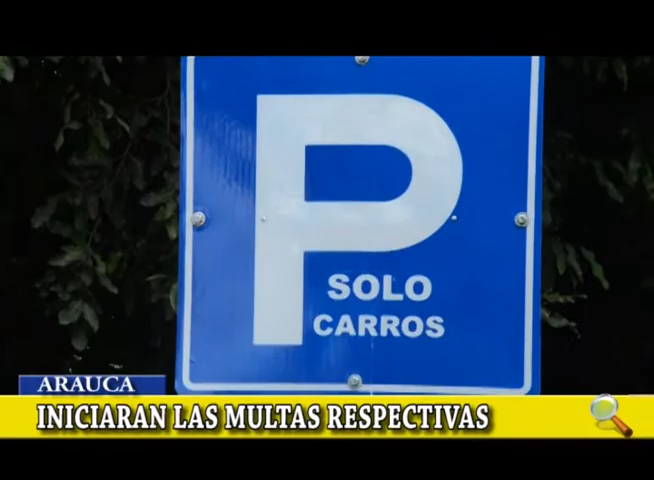 P
SOLO
CARROS
ARAUCA
INICIARAN LAS MULTAS RESPECTIVAS